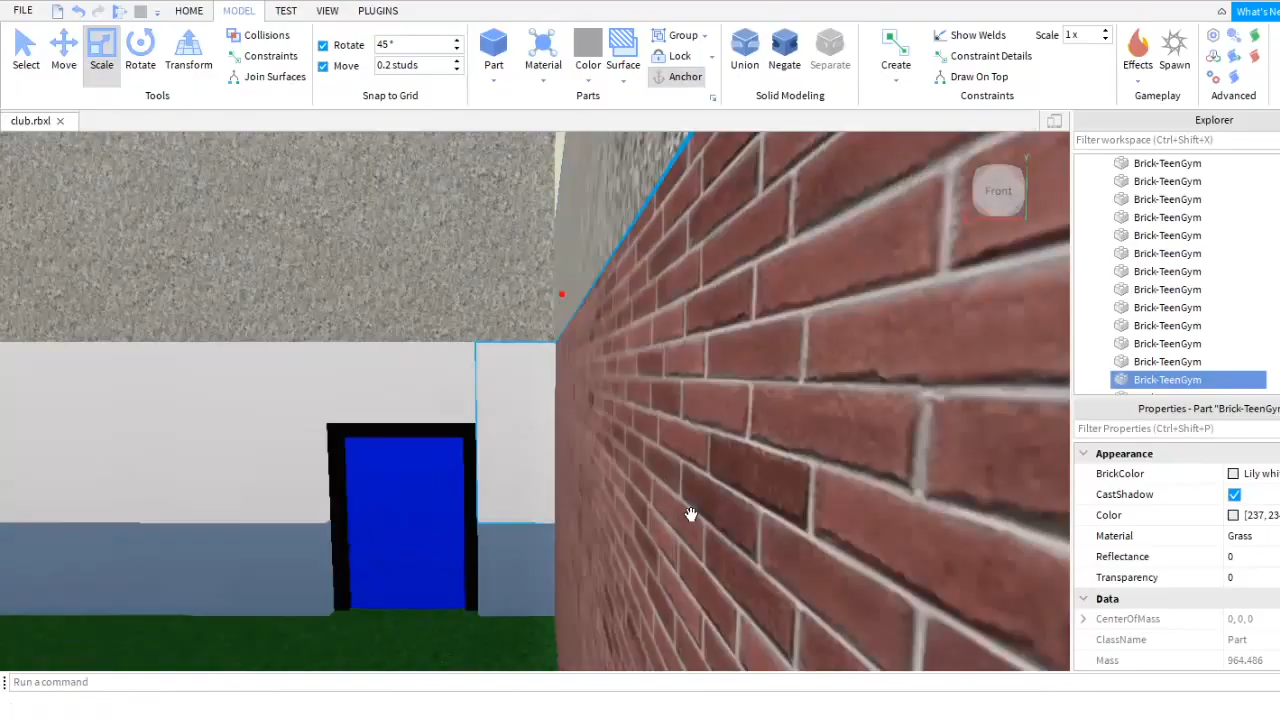 FILE HOME MODEL TEST VIEW PLUGINS What's Ne
Select Move Scale Rotate Transform
Tools
Collisions
Constraints
Join Surfaces
Rotate 45°
Move 0.2 studs
Snap to Grid
Part Material Color Surface
Group
Lock
Anchor
Parts
Union Negate Separate
Solid Modeling
Create
Show Welds Scale 1 x
Constraint Details
Draw On Top
Constraints
Effects Spawn
Gameplay
Advanced
club.rbxl
Explorer
Filter workspace (Ctrl+Shift+X)
Brick-TeenGym
Brick-TeenGym
Brick-TeenGym
Brick-TeenGym
Brick-TeenGym
Brick-TeenGym
Brick-TeenGym
Brick-TeenGym
Brick-TeenGym
Brick-TeenGym
Brick-TeenGym
Brick-TeenGym
Brick-TeenGym
Front
Properties - Part "Brick-TeenGy
Filter Properties (Ctrl+Shift+P)
Appearance
BrickColor Lily whi
CastShadow
Color [237, 23
Material Grass
Reflectance 0
Transparency 0
Data
CenterOfMass 0, 0, 0
ClassName Part
Mass 964.486
Run a command